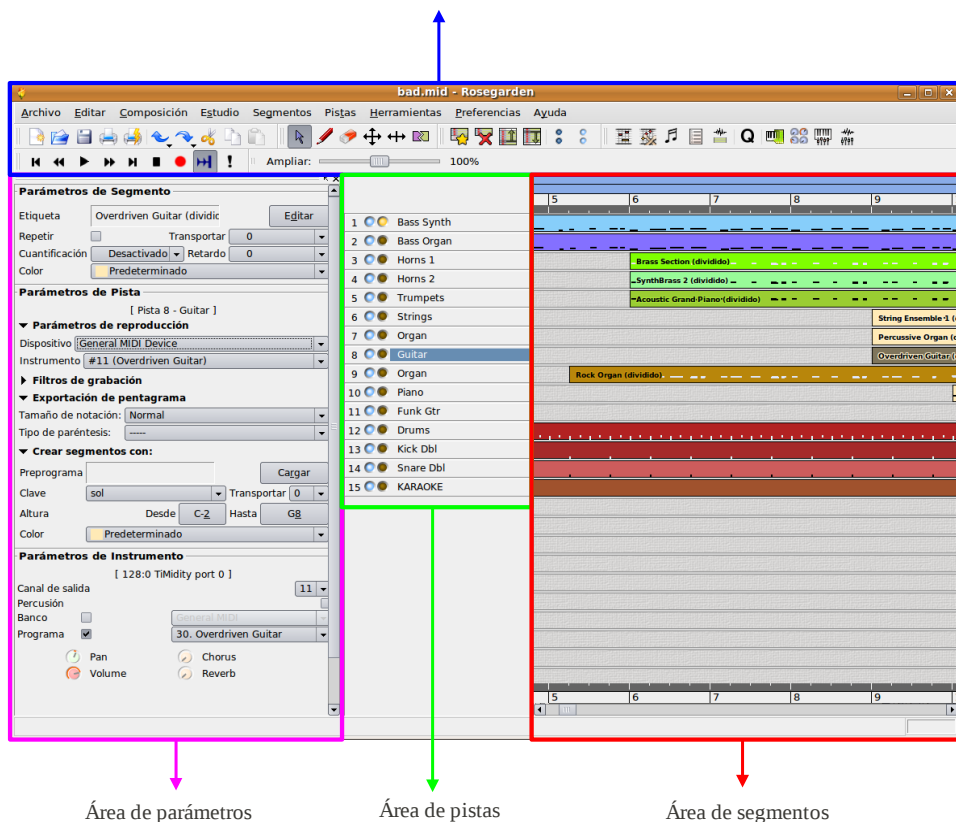 bad.mid - Rosegarden
Archivo Editar Composición Estudio Segmentos Pistas Herramientas Preferencias Ayuda
Q
! Ampliar: 100%
Parámetros de Segmento
Etiqueta Overdriven Guitar (dividic Editar
Repetir Transportar 0
Cuantificación Desactivado Retardo 0
Color Predeterminado
Parámetros de Pista
[ Pista 8 - Guitar ]
Parámetros de reproducción
Dispositivo General MIDI Device
Instrumento #11 (Overdriven Guitar)
Filtros de grabación
Exportación de pentagrama
Tamaño de notación: Normal
Tipo de paréntesis: -----
Crear segmentos con:
Preprograma Cargar
Clave sol Transportar 0
Altura Desde C-2 Hasta G8
Color Predeterminado
Parámetros de Instrumento
[ 128:0 TiMidity port 0 ]
Canal de salida 11
Percusión
Banco General MIDI
Programa 30. Overdriven Guitar
Pan Chorus
Volume Reverb
1 Bass Synth
2 Bass Organ
3 Horns 1
4 Horns 2
5 Trumpets
6 Strings
7 Organ
8 Guitar
9 Organ
10 Piano
11 Funk Gtr
12 Drums
13 Kick Dbl
14 Snare Dbl
15 KARAOKE
5 6 7 8 9
Brass Section (dividido)
SynthBrass 2 (dividido)
Acoustic Grand Piano (dividido)
String Ensemble 1 (
Percussive Organ (
Overdriven Guitar (
Rock Organ (dividido)
5 6 7 8 9
Área de parámetros Área de pistas Área de segmentos